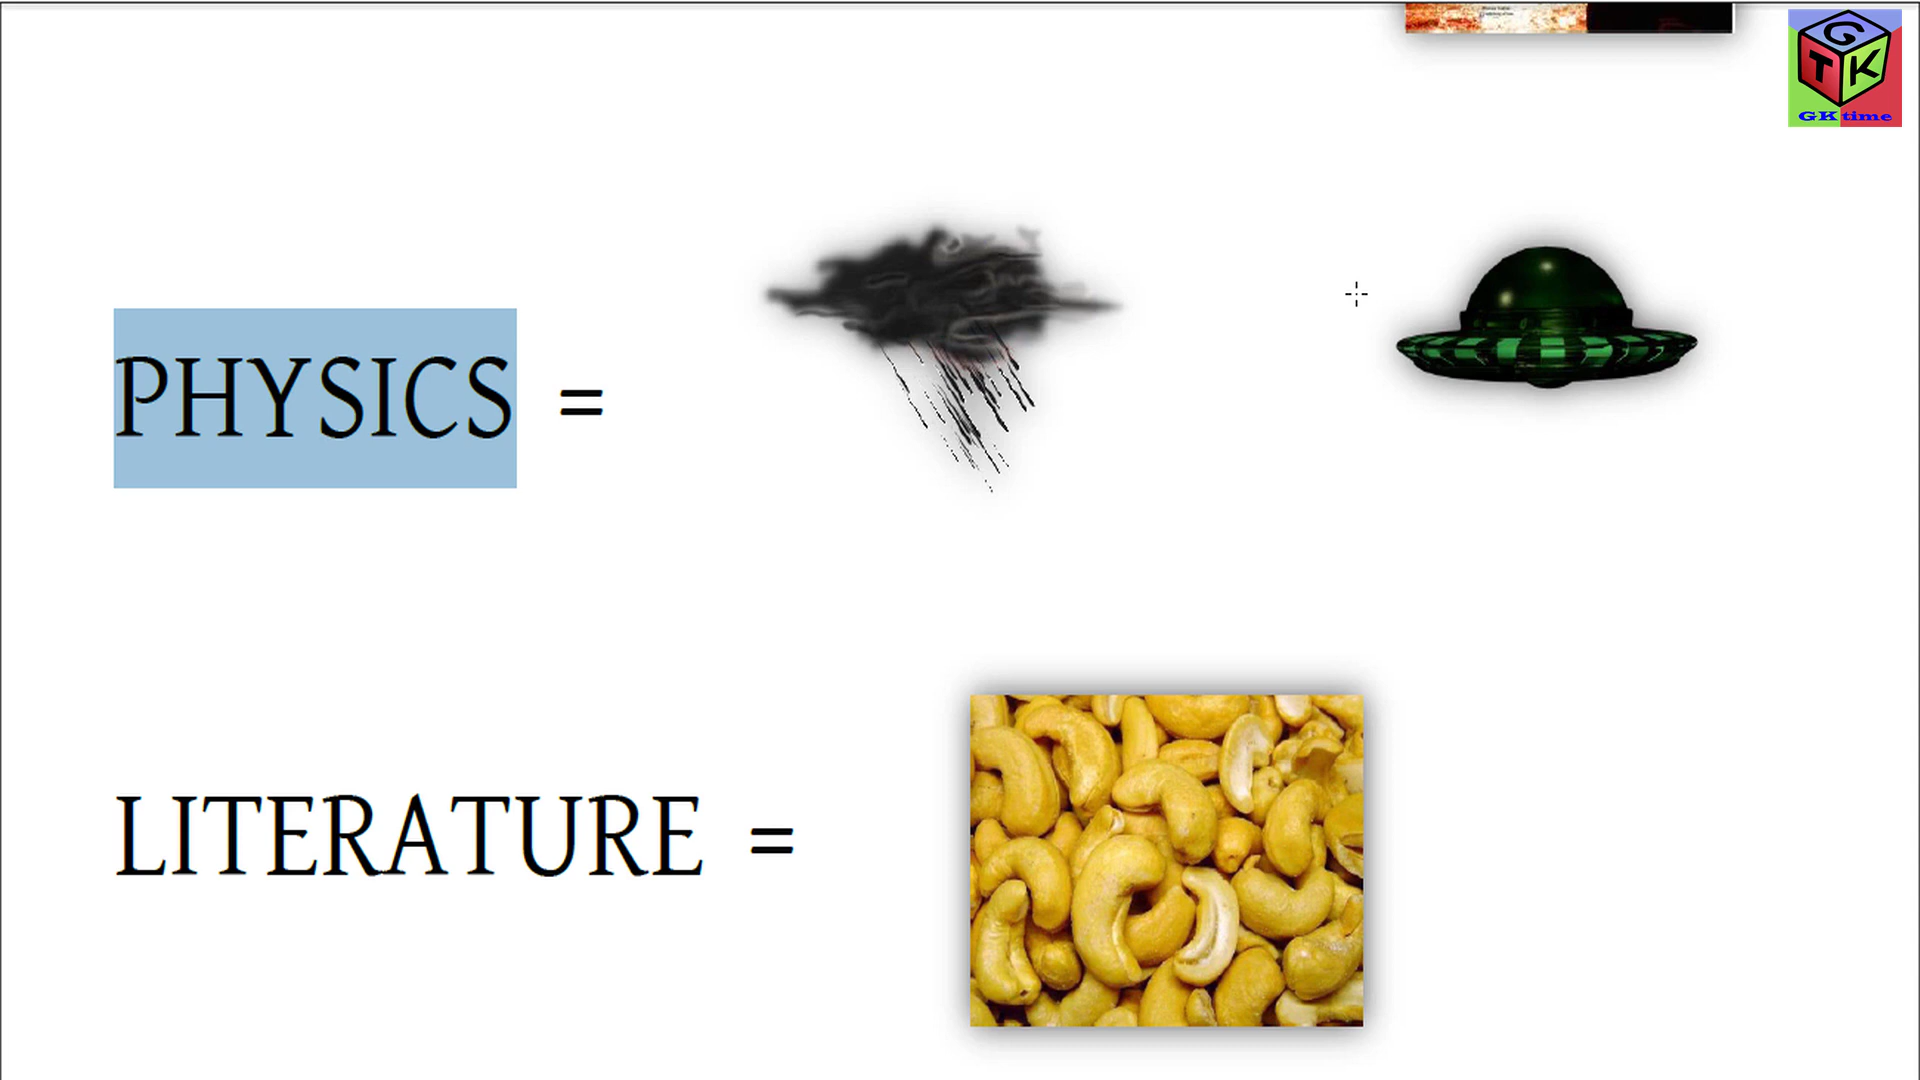 G
T K
GK time
PHYSICS =
LITERATURE =